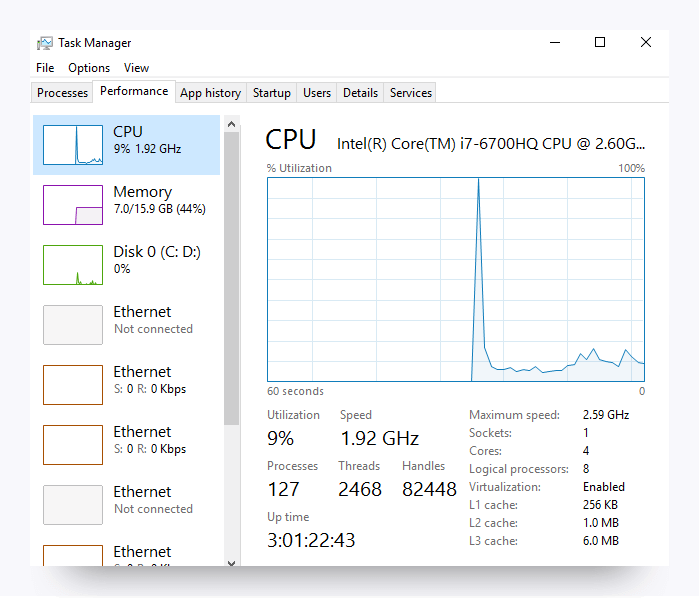 Task Manager
File Options View
Processes Performance App history Startup Users Details Services
CPU
9% 1.92 GHz
Memory
7.0/15.9 GB (44%)
Disk 0 (C: D:)
0%
Ethernet
Not connected
Ethernet
S: 0 R: 0 Kbps
Ethernet
S: 0 R: 0 Kbps
Ethernet
Not connected
Ethernet
CPU Intel(R) Core(TM) i7-6700HQ CPU @ 2.60G...
% Utilization 100%
60 seconds 0
Utilization Speed
9% 1.92 GHz
Processes Threads Handles
127 2468 82448
Up time
3:01:22:43
Maximum speed: 2.59 GHz
Sockets: 1
Cores: 4
Logical processors: 8
Virtualization: Enabled
L1 cache: 256 KB
L2 cache: 1.0 MB
L3 cache: 6.0 MB